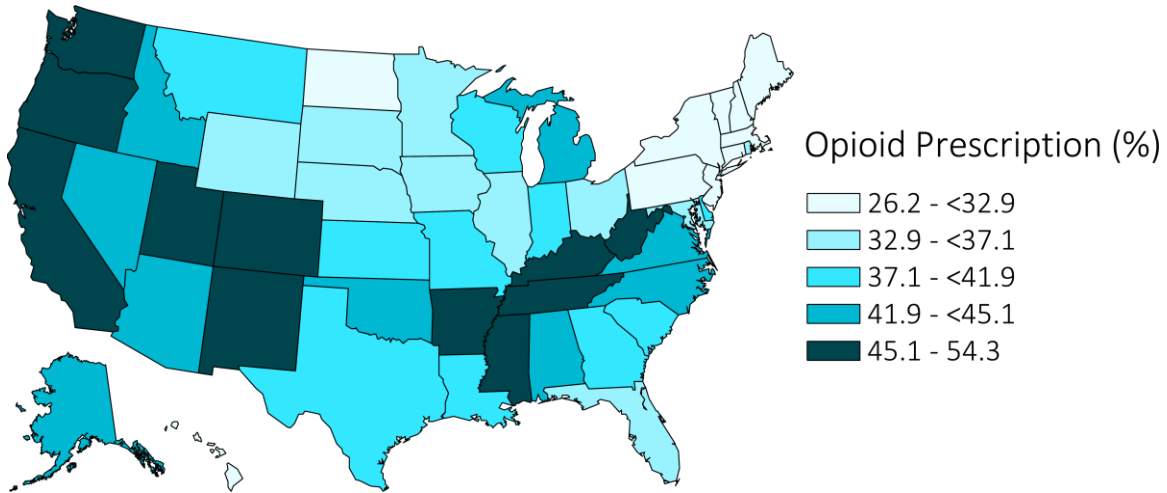 Opioid Prescription (%)
26.2 - <32.9
32.9 - <37.1
37.1 - <41.9
41.9 - <45.1
45.1 - 54.3